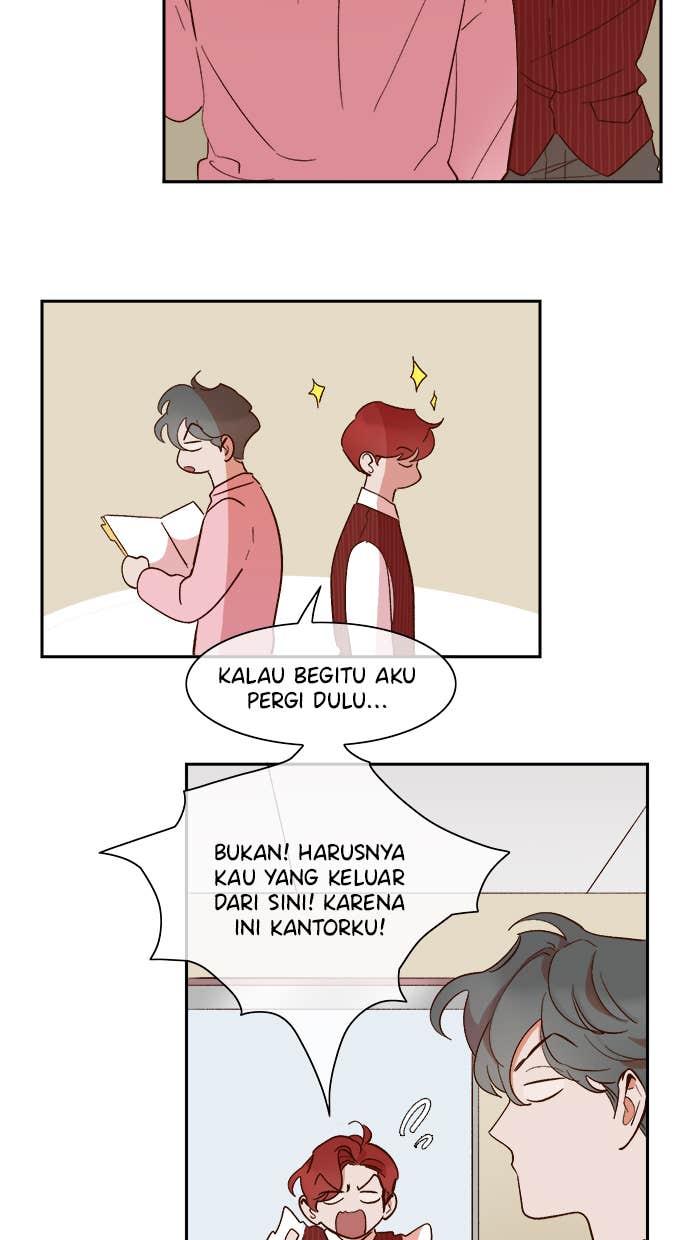 KALAU BEGITU AKU
PERGI DULU...
BUKAN! HARUSNYA
KAU YANG KELUAR
DARI SINI! KARENA
INI KANTORKU!